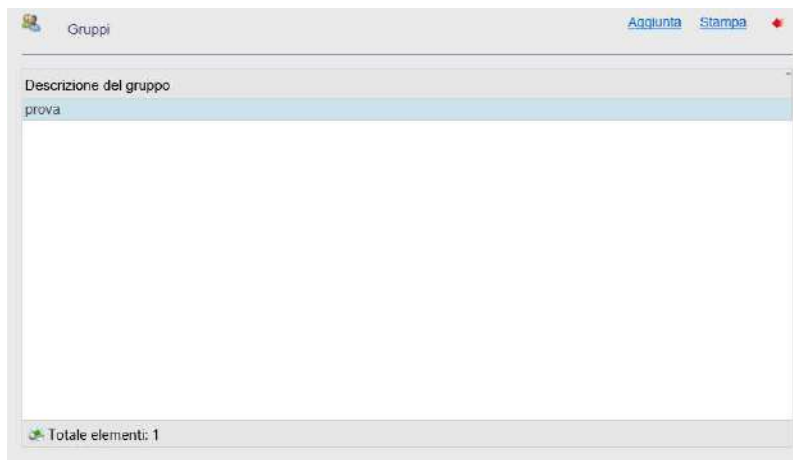 Gruppi Aggiunta Stampa
Descrizione del gruppo
prova
Totale elementi: 1